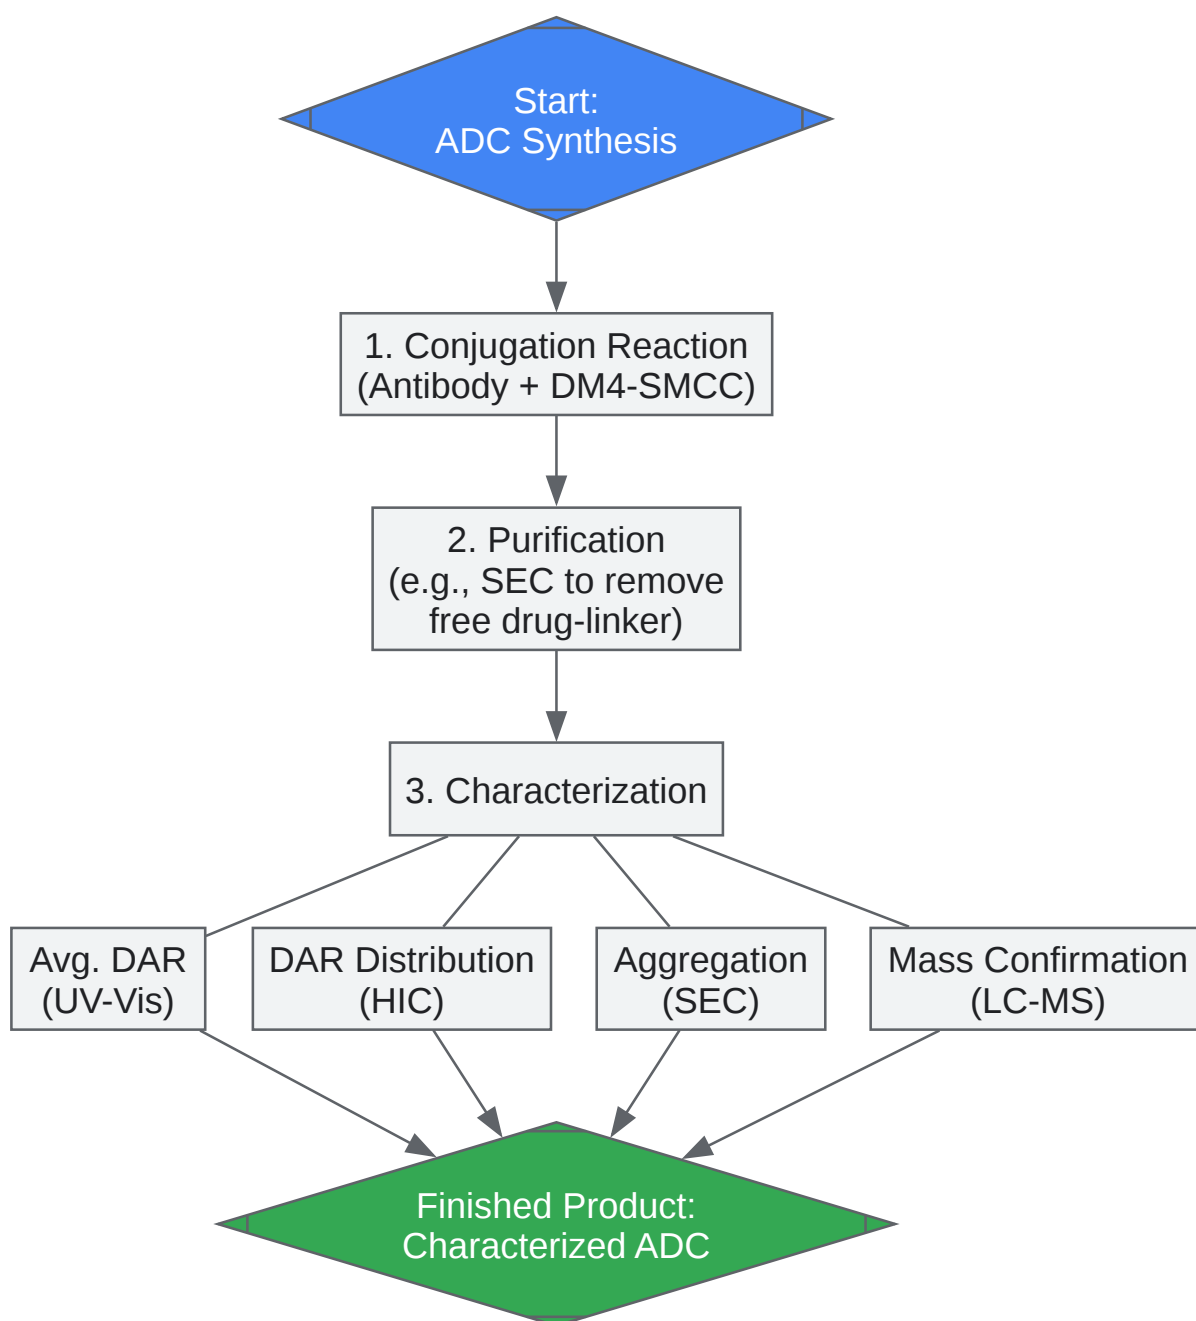 Start:
ADC Synthesis
1. Conjugation Reaction
(Antibody + DM4-SMCC)
2. Purification
(e.g., SEC to remove
free drug-linker)
3. Characterization
Avg. DAR
(UV-Vis)
DAR Distribution
(HIC)
Aggregation
(SEC)
Mass Confirmation
(LC-MS)
Finished Product:
Characterized ADC